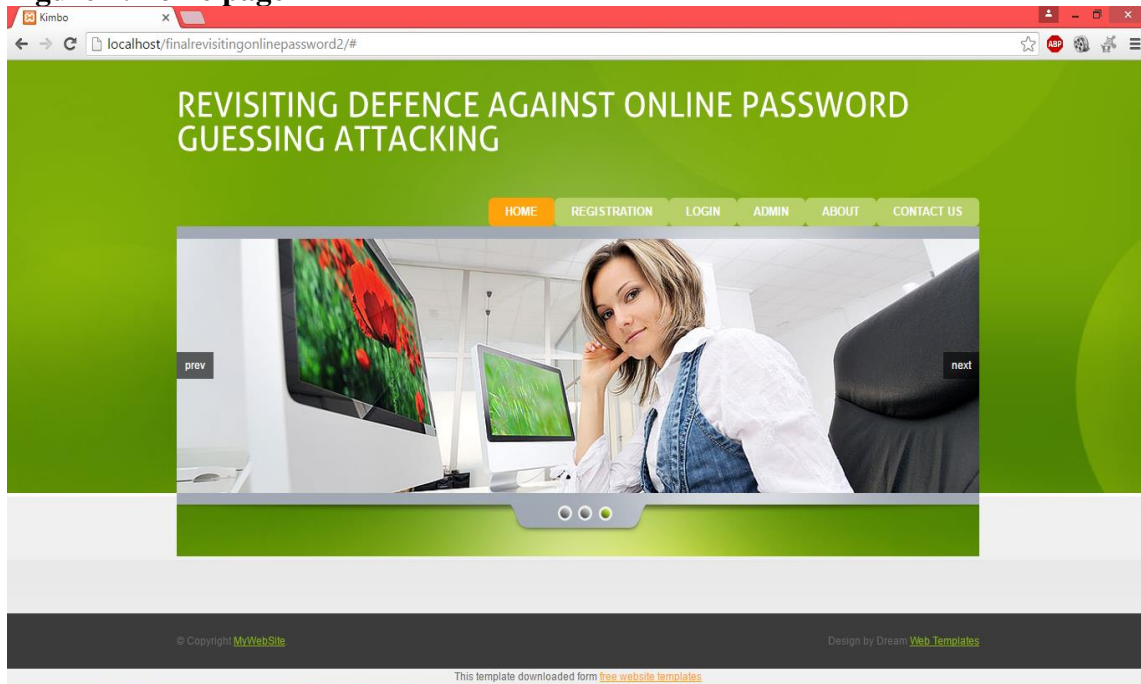 Kimbo
localhost/finalrevisitingonlinepassword2/#
ABP
REVISITING DEFENCE AGAINST ONLINE PASSWORD
GUESSING ATTACKING
HOME REGISTRATION LOGIN ADMIN ABOUT CONTACT US
prev
next
© Copyright MyWebSite
Design by Dream Web Templates
This template downloaded form free website templates